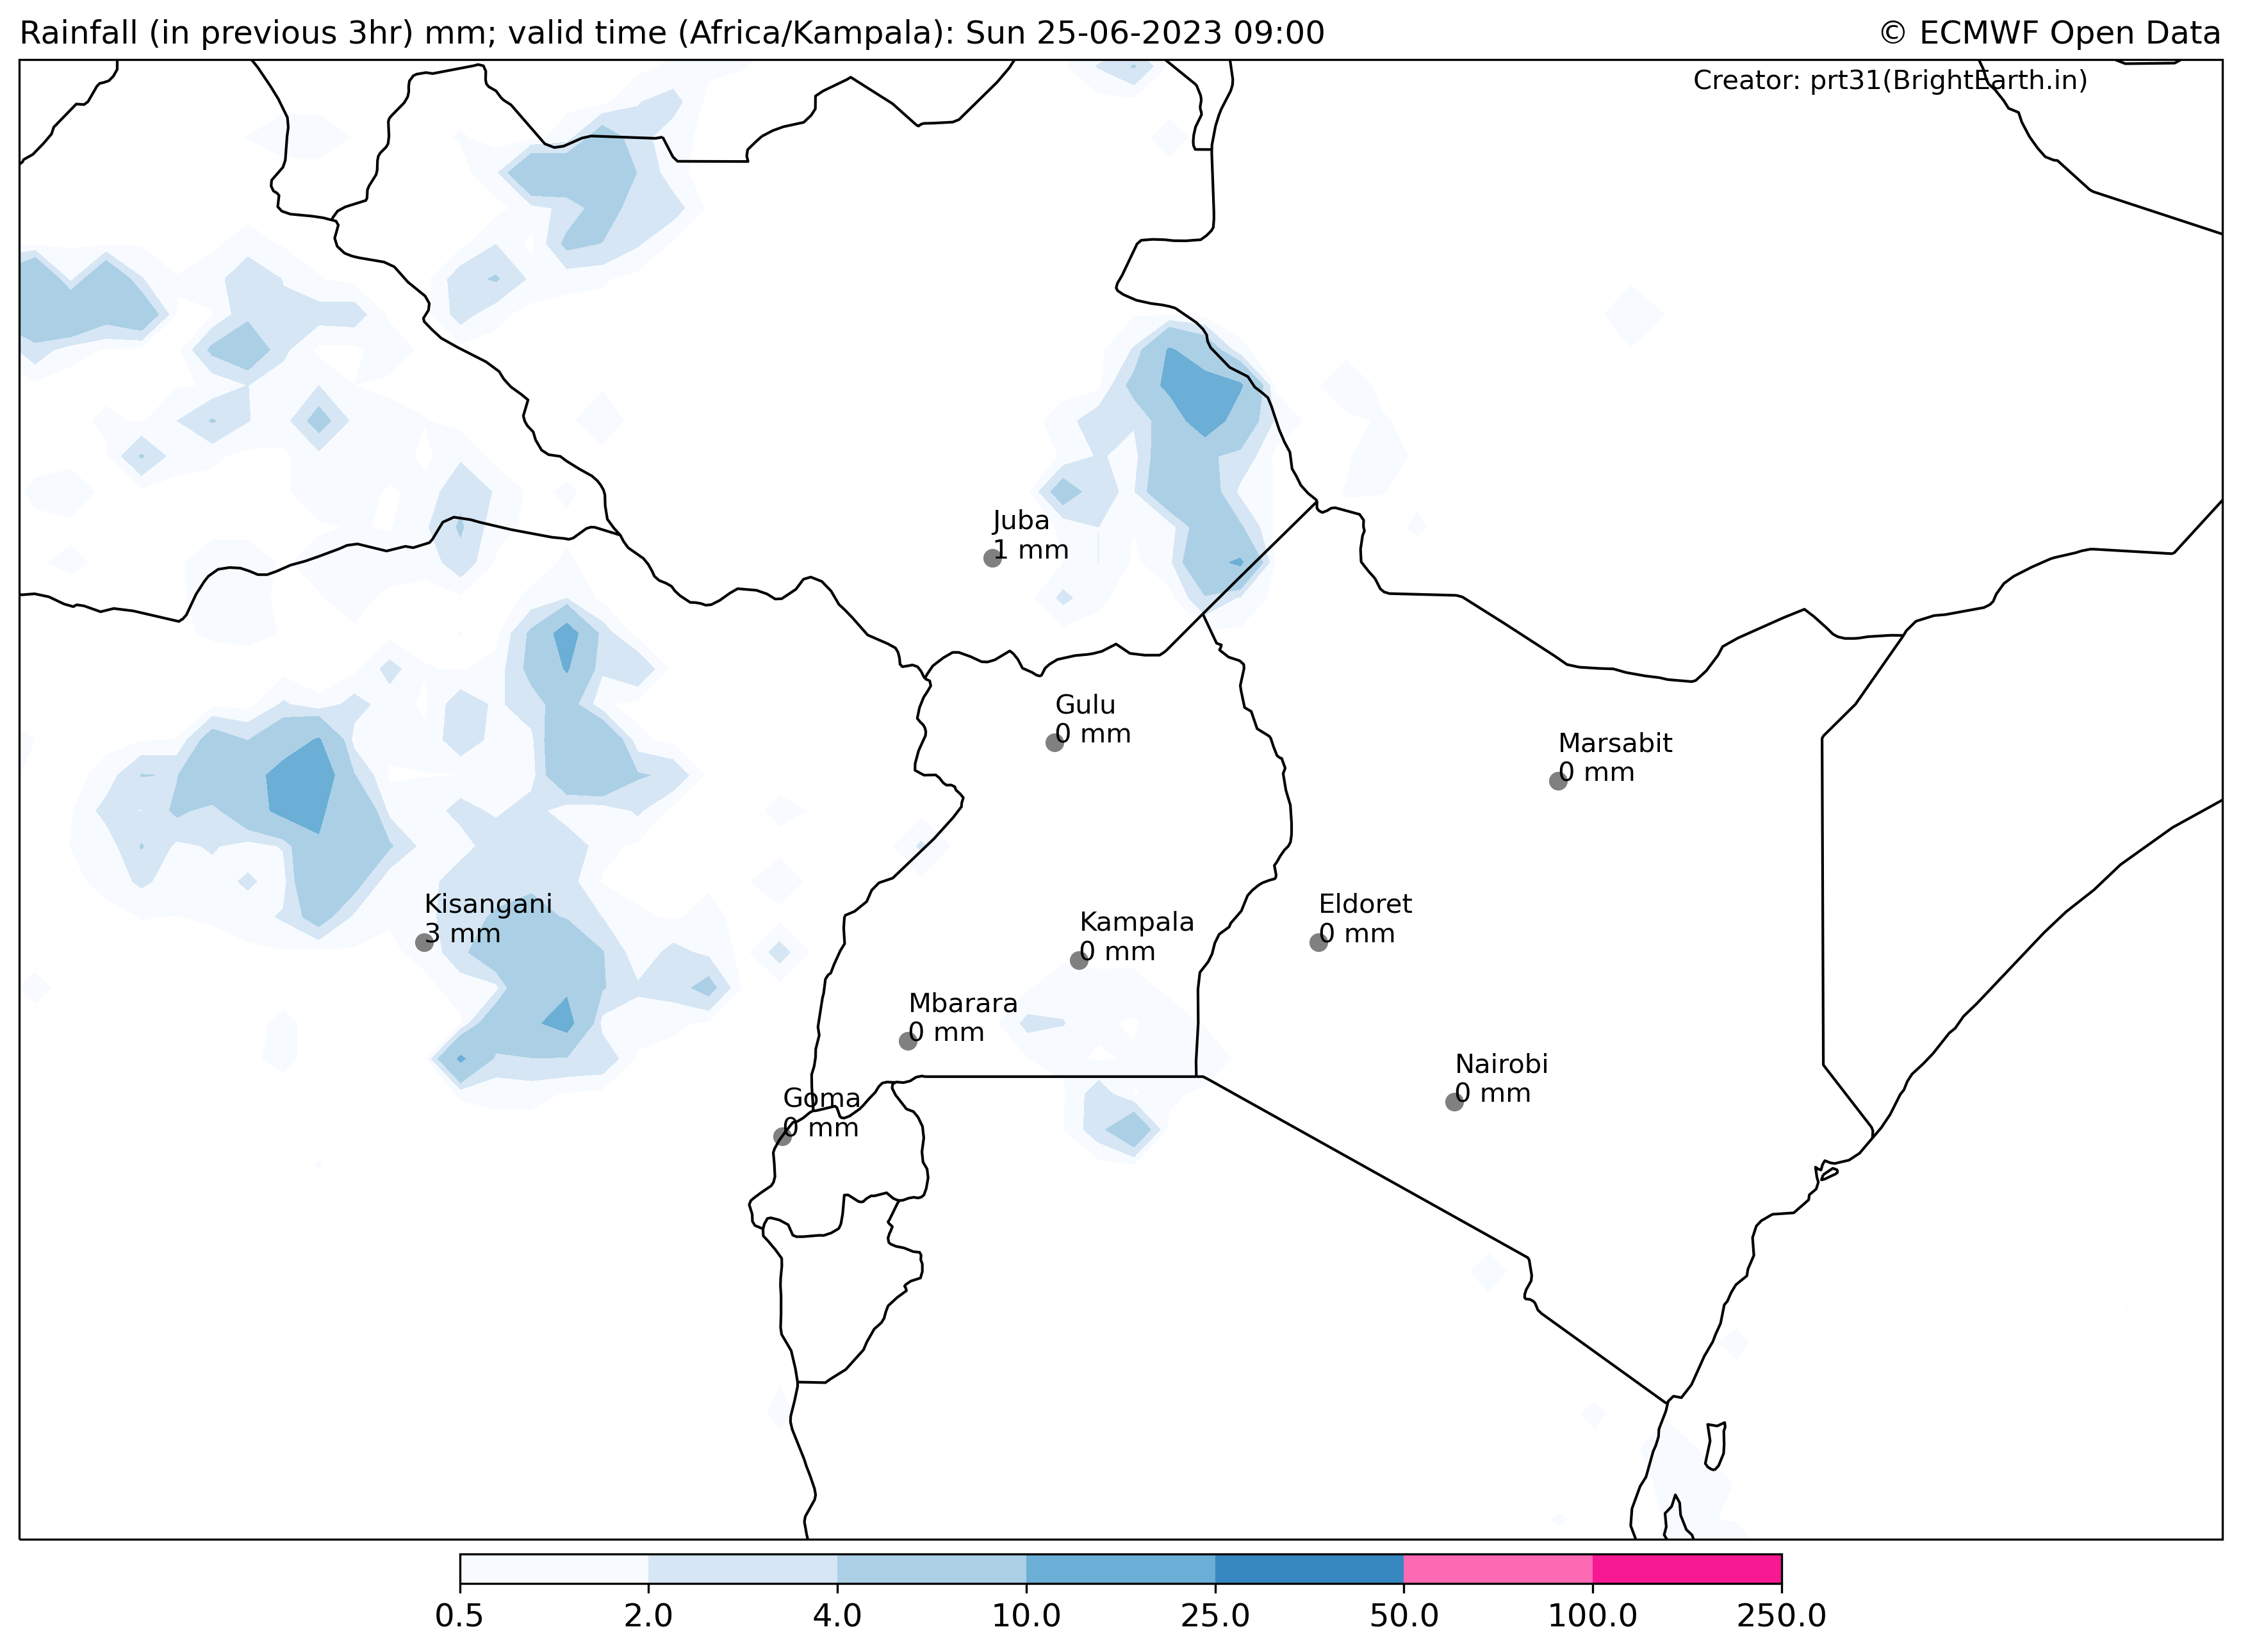 Rainfall (in previous 3hr) mm; valid time (Africa/Kampala): Sun 25-06-2023 09:00
© ECMWF Open Data
Creator: prt31(BrightEarth.in)
Juba
1 mm
Gulu
0 mm
Marsabit
0 mm
Kisangani
3 mm
Kampala
0 mm
Eldoret
0 mm
Mbarara
0 mm
Nairobi
0 mm
Goma
0 mm
0.5 2.0 4.0 10.0 25.0 50.0 100.0 250.0